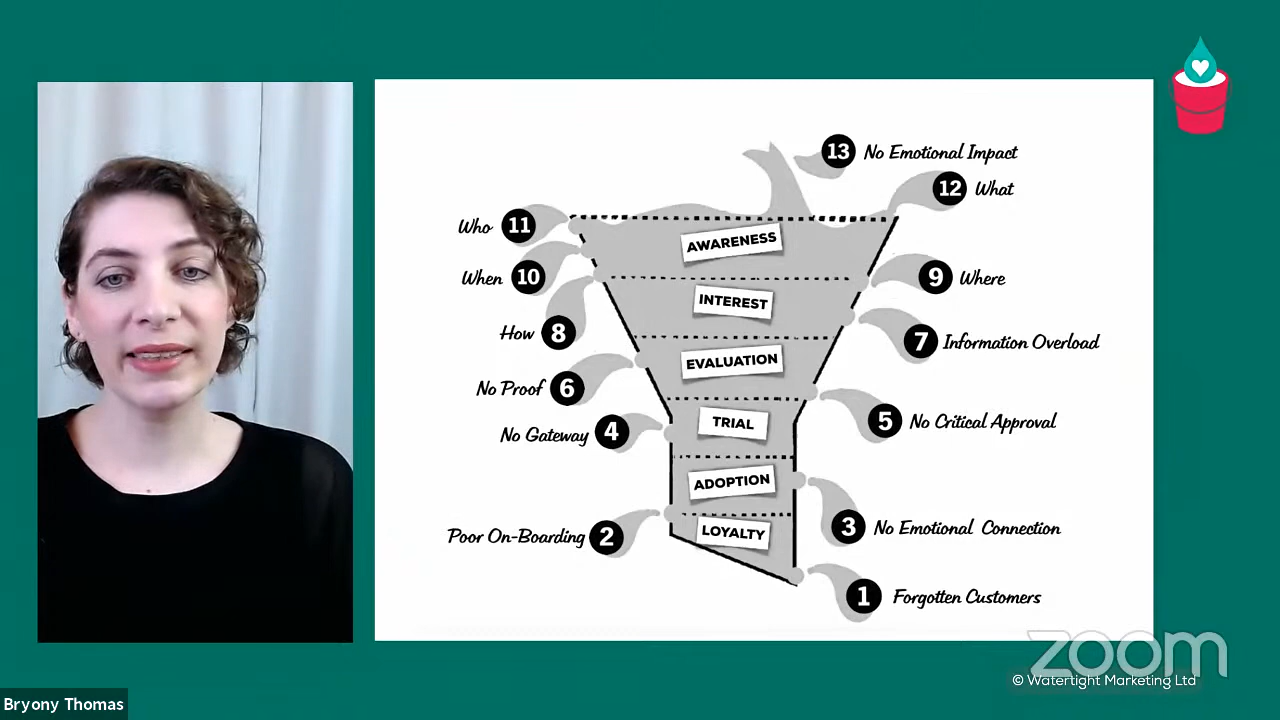 13 No Emotional Impact
12 What
Who 11
AWARENESS
When 10
9 Where
INTEREST
How 8
7 Information Overload
EVALUATION
No Proof 6
5 No Critical Approval
TRIAL
No Gateway 4
ADOPTION
3 No Emotional Connection
Poor On-Boarding 2
LOYALTY
1 Forgotten Customers
zoom
© Watertight Marketing Ltd
Bryony Thomas